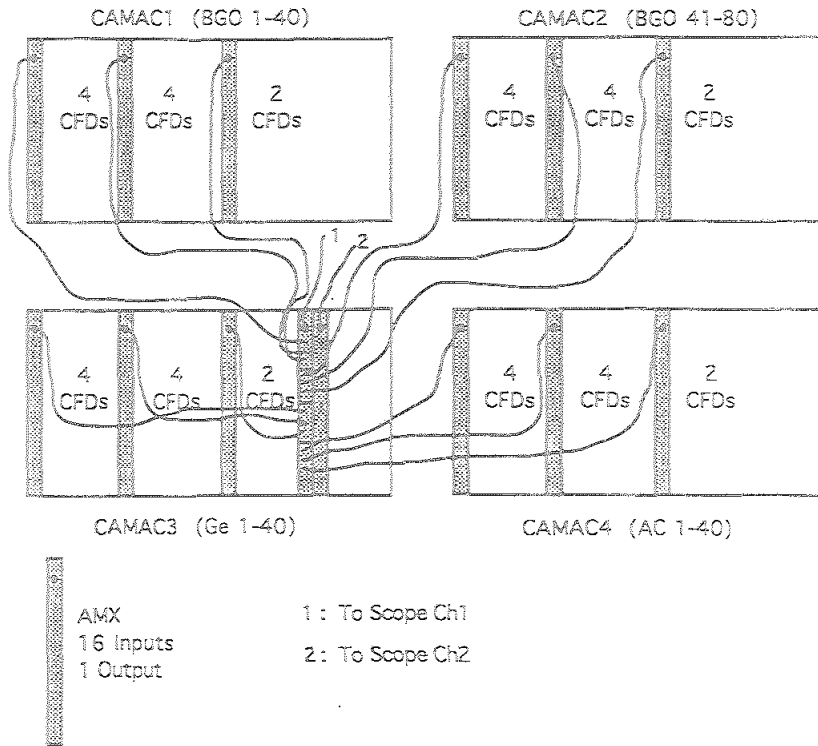 CAMAC1 (BGO 1-40)
CAMAC2 (BGO 41-80)
4
CFDs
4
CFDs
2
CFDs
4
CFDs
4
CFDs
2
CFDs
1
2
4
CFDs
4
CFDs
2
CFDs
4
CFDs
4
CFDs
2
CFDs
CAMAC3 (Ge 1-40)
CAMAC4 (AC 1-40)
AMX
16 Inputs
1 Output
1 : To Scope Ch1
2: To Scope Ch2